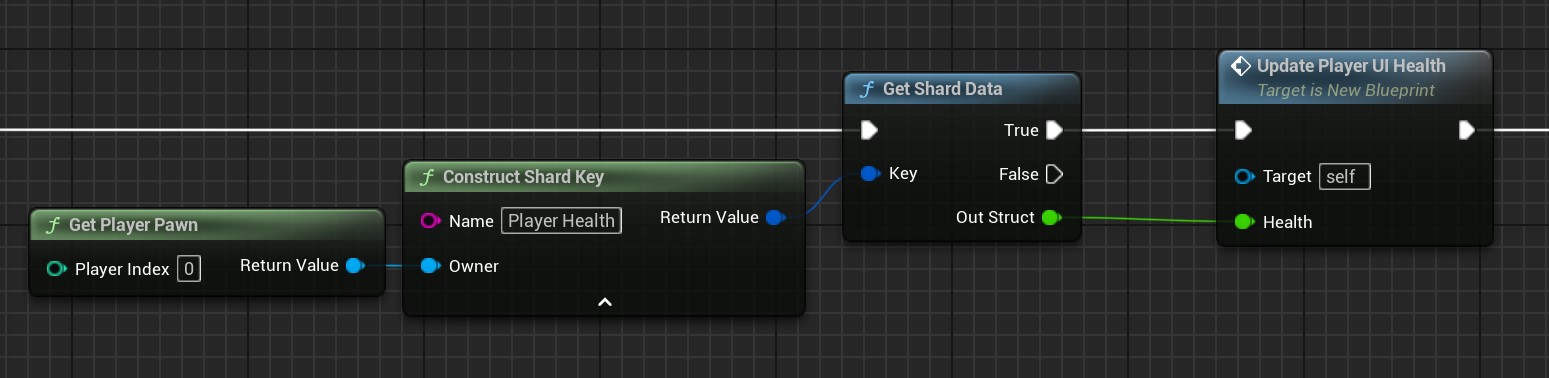 Get Player Pawn
Player Index 0
Return Value
Construct Shard Key
Name Player Health
Return Value
Owner
Get Shard Data
True
Key
False
Out Struct
Update Player UI Health
Target is New Blueprint
Target self
Health